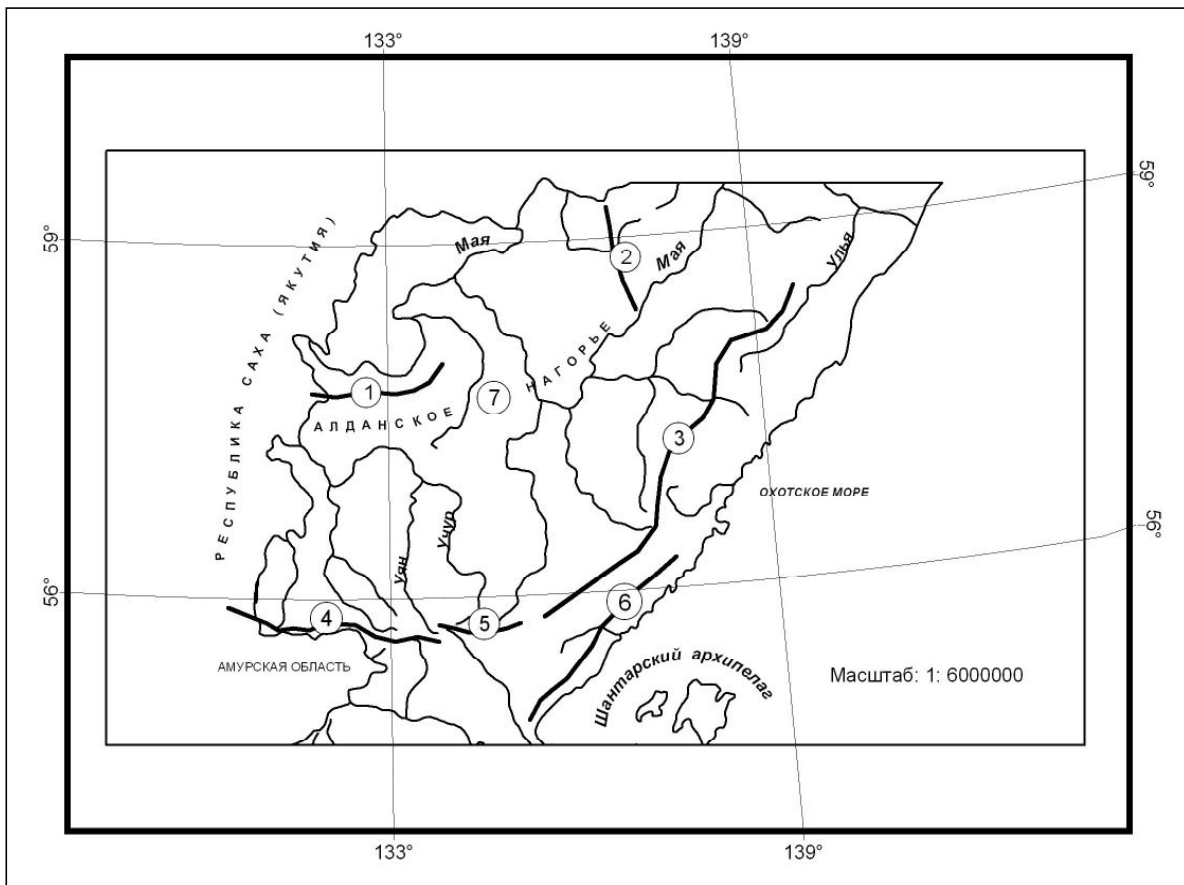 133°
139°
59°
59°
РЕСПУБЛИКА САХА (ЯКУТИЯ)
Мая
2
Мая
Улья
НАГОРЬЕ
1
7
АЛДАНСКОЕ
3
ОХОТСКОЕ МОРЕ
Учур
Уян
56°
56°
4
5
6
АМУРСКАЯ ОБЛАСТЬ
Шантарский архипелаг
Масштаб: 1: 6000000
133°
139°